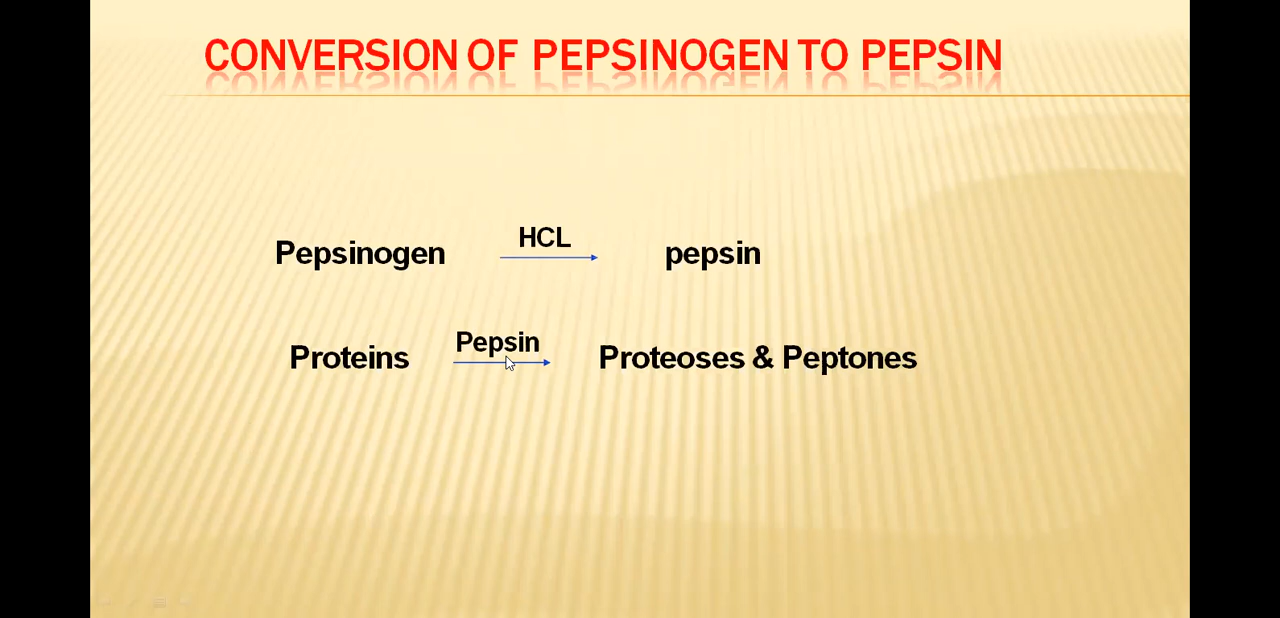 CONVERSION OF PEPSINOGEN TO PEPSIN
HCL
Pepsinogen pepsin
Pepsin
Proteins Proteoses & Peptones